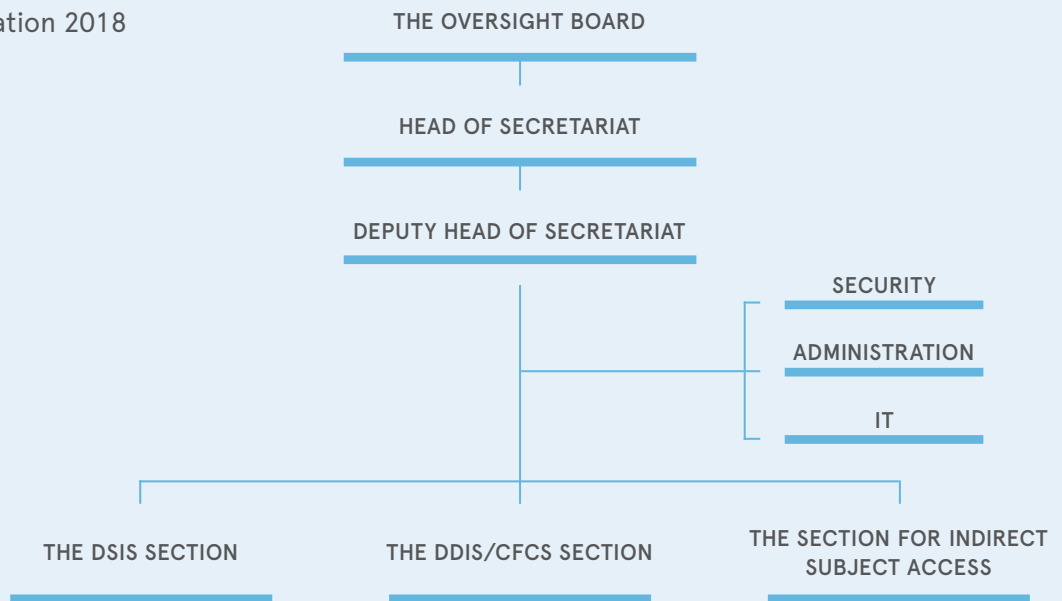 ation 2018
THE OVERSIGHT BOARD
HEAD OF SECRETARIAT
DEPUTY HEAD OF SECRETARIAT
SECURITY
ADMINISTRATION
IT
THE DSIS SECTION
THE DDIS/CFCS SECTION
THE SECTION FOR INDIRECT
SUBJECT ACCESS